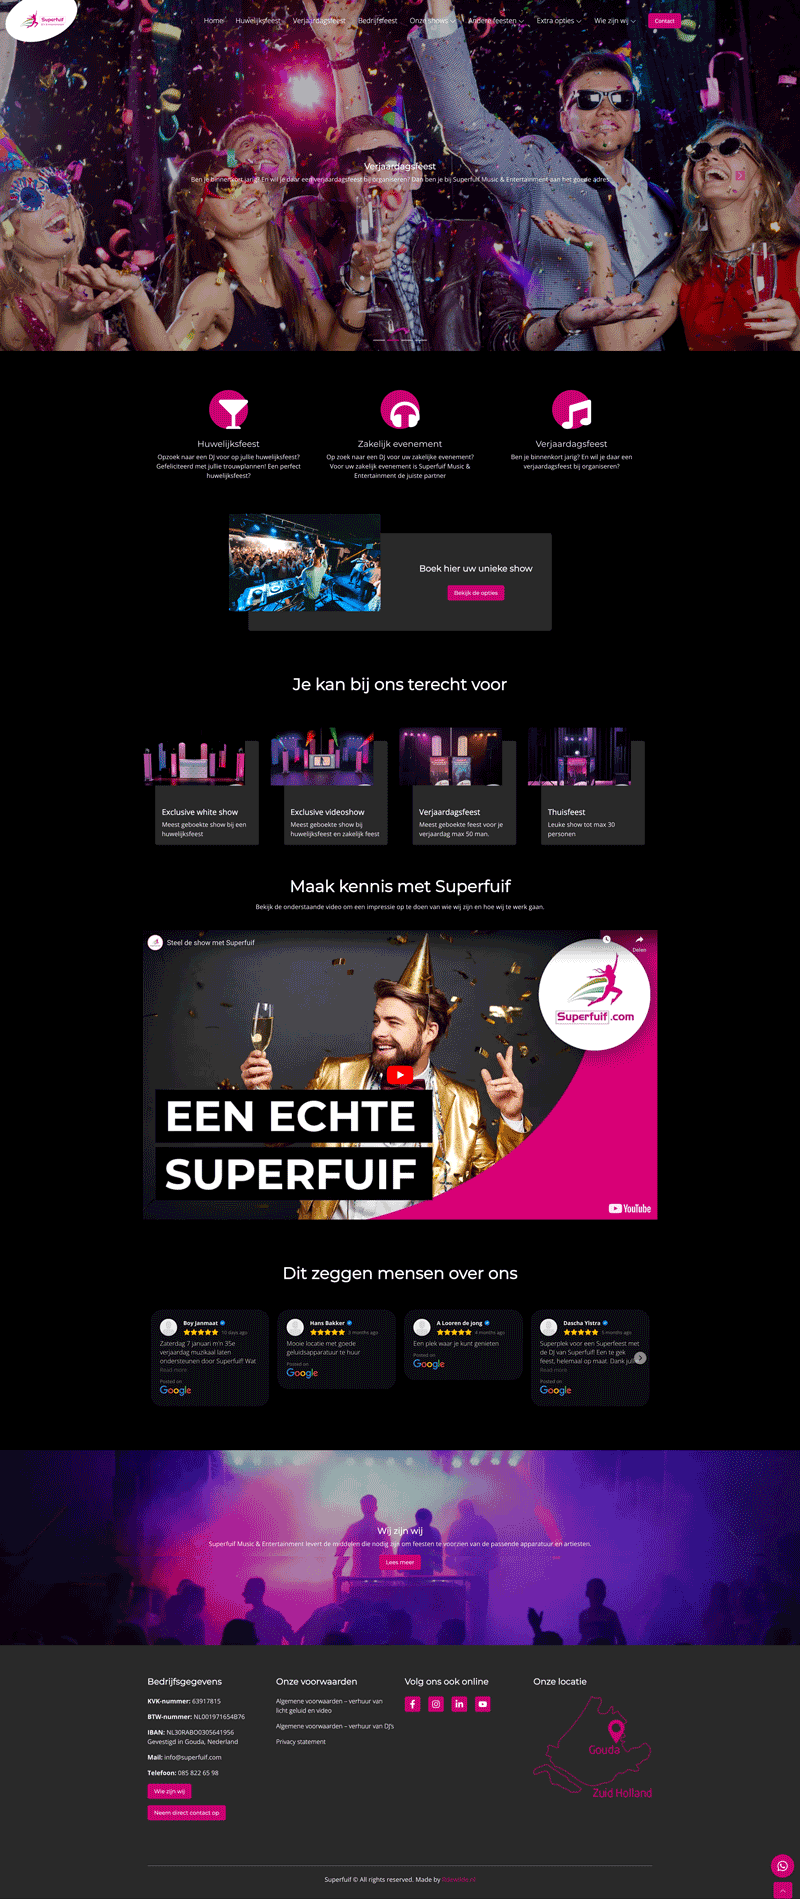 Superfuif
Home Huwelijksfeest Verjaardagsfeest Bedrijfsfeest Onze shows Andere feesten Extra opties Wie zijn wij Contact
Verjaardagsfeest
Ben je binnenkort jarig? En wil je daar een verjaardagsfeest bij organiseren? Dan ben je bij Superfuif Music & Entertainment aan het goede adres
Huwelijksfeest
Opzoek naar een DJ voor op jullie huwelijksfeest?
Gefeliciteerd met jullie trouwplannen! Een perfect
huwelijksfeest?
Zakelijk evenement
Op zoek naar een DJ voor uw zakelijke evenement?
Voor uw zakelijk evenement is Superfuif Music &
Entertainment de juiste partner
Verjaardagsfeest
Ben je binnenkort jarig? En wil je daar een
verjaardagsfeest bij organiseren?
Boek hier uw unieke show
Bekijk de opties
Je kan bij ons terecht voor
Exclusive white show
Meest geboekte show bij een
huwelijksfeest
Exclusive videoshow
Meest geboekte show bij
huwelijksfeest en zakelijk feest
Verjaardagsfeest
Meest geboekte feest voor je
verjaardag max 50 man.
Thuisfeest
Leuke show tot max 30
personen
Maak kennis met Superfuif
Bekijk de onderstaande video om een impressie op te doen van wie wij zijn en hoe wij te werk gaan.
Steel de show met Superfuif
Delen
Superfuif.com
EEN ECHTE
SUPERFUIF
YouTube
Dit zeggen mensen over ons
Boy Janmaat
10 days ago
Zaterdag 7 januari m'n 35e
verjaardag muzikaal laten
ondersteunen door Superfuif! Wat
Read more
Posted on
Google
Hans Bakker
2 months ago
Mooie locatie met goede
geluidsapparatuur te huur
Posted on
Google
A Looren de jong
4 months ago
Een plek waar je kunt genieten
Posted on
Google
Dascha Ylstra
5 months ago
Superplek voor een Superfeest met
de DJ van Superfuif! Een te gek
feest, helemaal op maat. Dank jul
Read more
Posted on
Google
Wij zijn wij
Superfuif Music & Entertainment levert de middelen die nodig zijn om feesten te voorzien van de passende apparatuur en artiesten.
Lees meer
Bedrijfsgegevens
KVK-nummer: 63917815
BTW-nummer: NL001971654B76
IBAN: NL30RABO0305641956
Gevestigd in Gouda, Nederland
Mail: info@superfuif.com
Telefoon: 085 822 65 98
Wie zijn wij
Neem direct contact op
Onze voorwaarden
Algemene voorwaarden – verhuur van
licht geluid en video
Algemene voorwaarden – verhuur van DJ's
Privacy statement
Volg ons ook online
Onze locatie
Gouda
Zuid Holland
Superfuif © All rights reserved. Made by